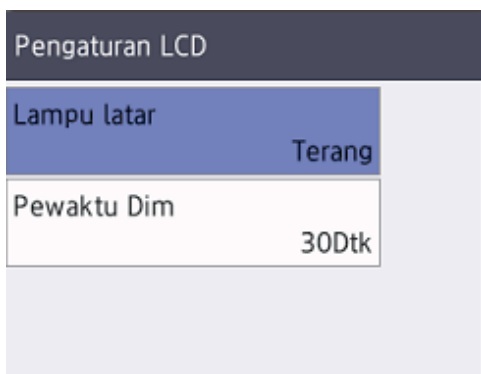 Pengaturan LCD
Lampu latar
Terang
Pewaktu Dim
30Dtk